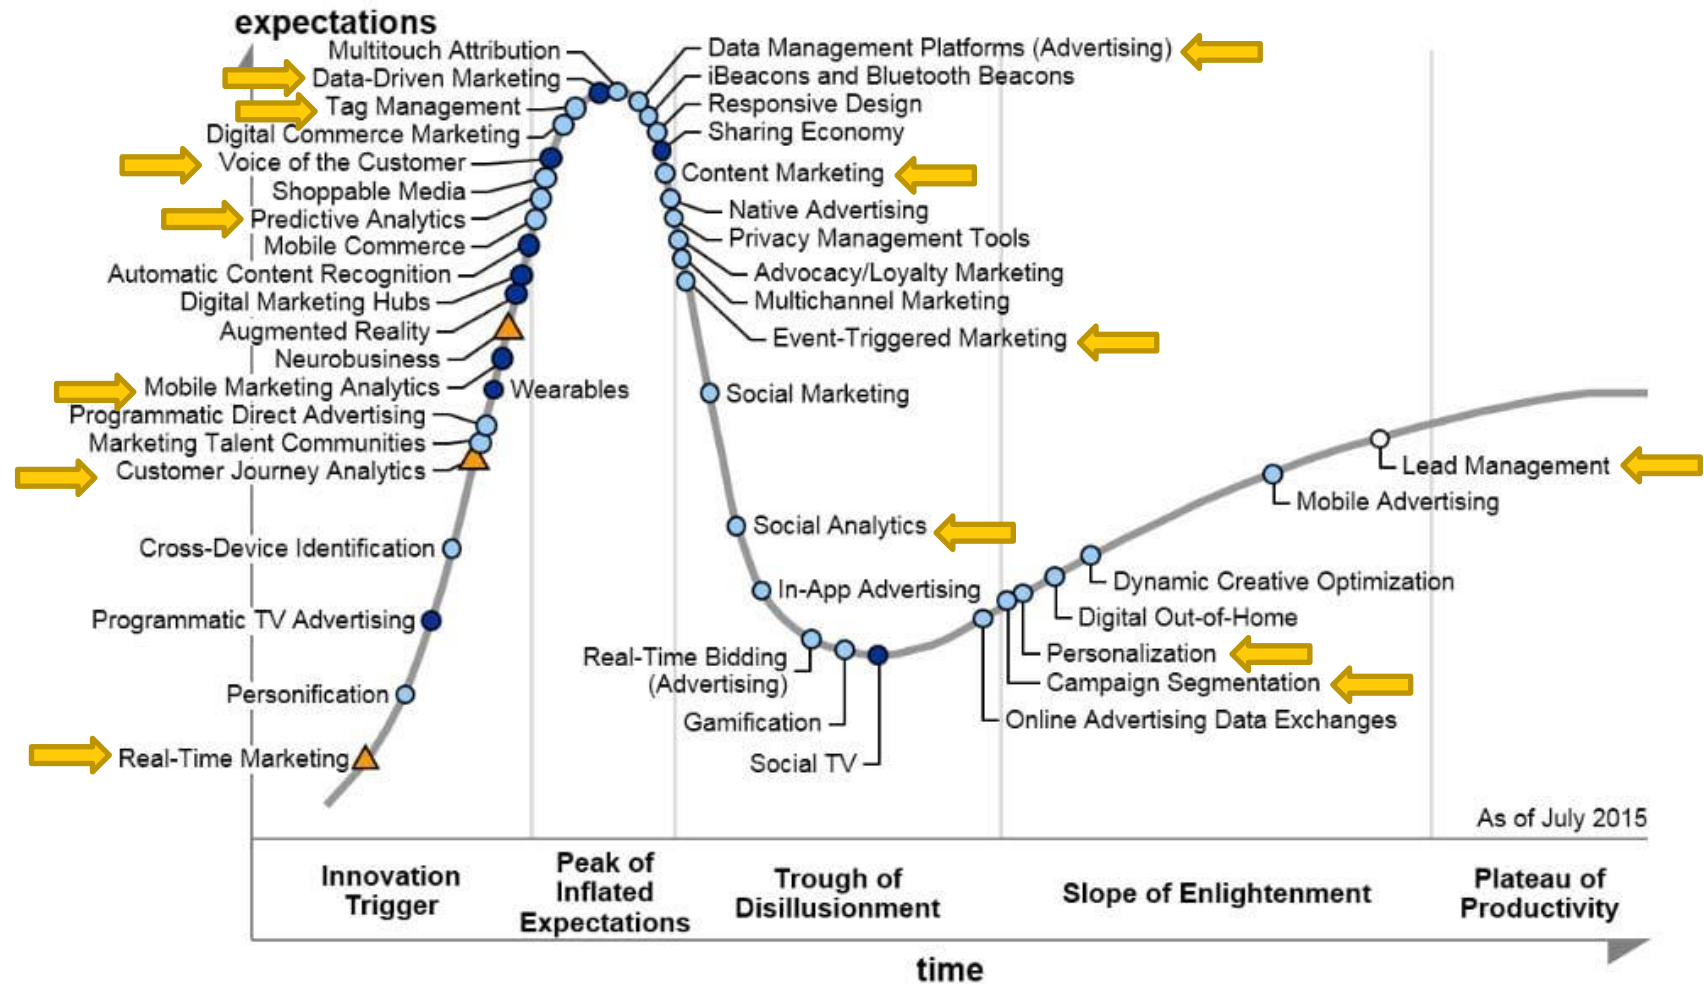 expectations
Multitouch Attribution
Data-Driven Marketing
Tag Management
Digital Commerce Marketing
Voice of the Customer
Shoppable Media
Predictive Analytics
Mobile Commerce
Automatic Content Recognition
Digital Marketing Hubs
Augmented Reality
Neurobusiness
Mobile Marketing Analytics
Wearables
Programmatic Direct Advertising
Marketing Talent Communities
Customer Journey Analytics
Cross-Device Identification
Programmatic TV Advertising
Personification
Real-Time Marketing
Data Management Platforms (Advertising)
iBeacons and Bluetooth Beacons
Responsive Design
Sharing Economy
Content Marketing
Native Advertising
Privacy Management Tools
Advocacy/Loyalty Marketing
Multichannel Marketing
Event-Triggered Marketing
Social Marketing
Social Analytics
In-App Advertising
Real-Time Bidding
(Advertising)
Gamification
Social TV
Lead Management
Mobile Advertising
Dynamic Creative Optimization
Digital Out-of-Home
Personalization
Campaign Segmentation
Online Advertising Data Exchanges
As of July 2015
Innovation
Trigger
Peak of
Inflated
Expectations
Trough of
Disillusionment
Slope of Enlightenment
Plateau of
Productivity
time